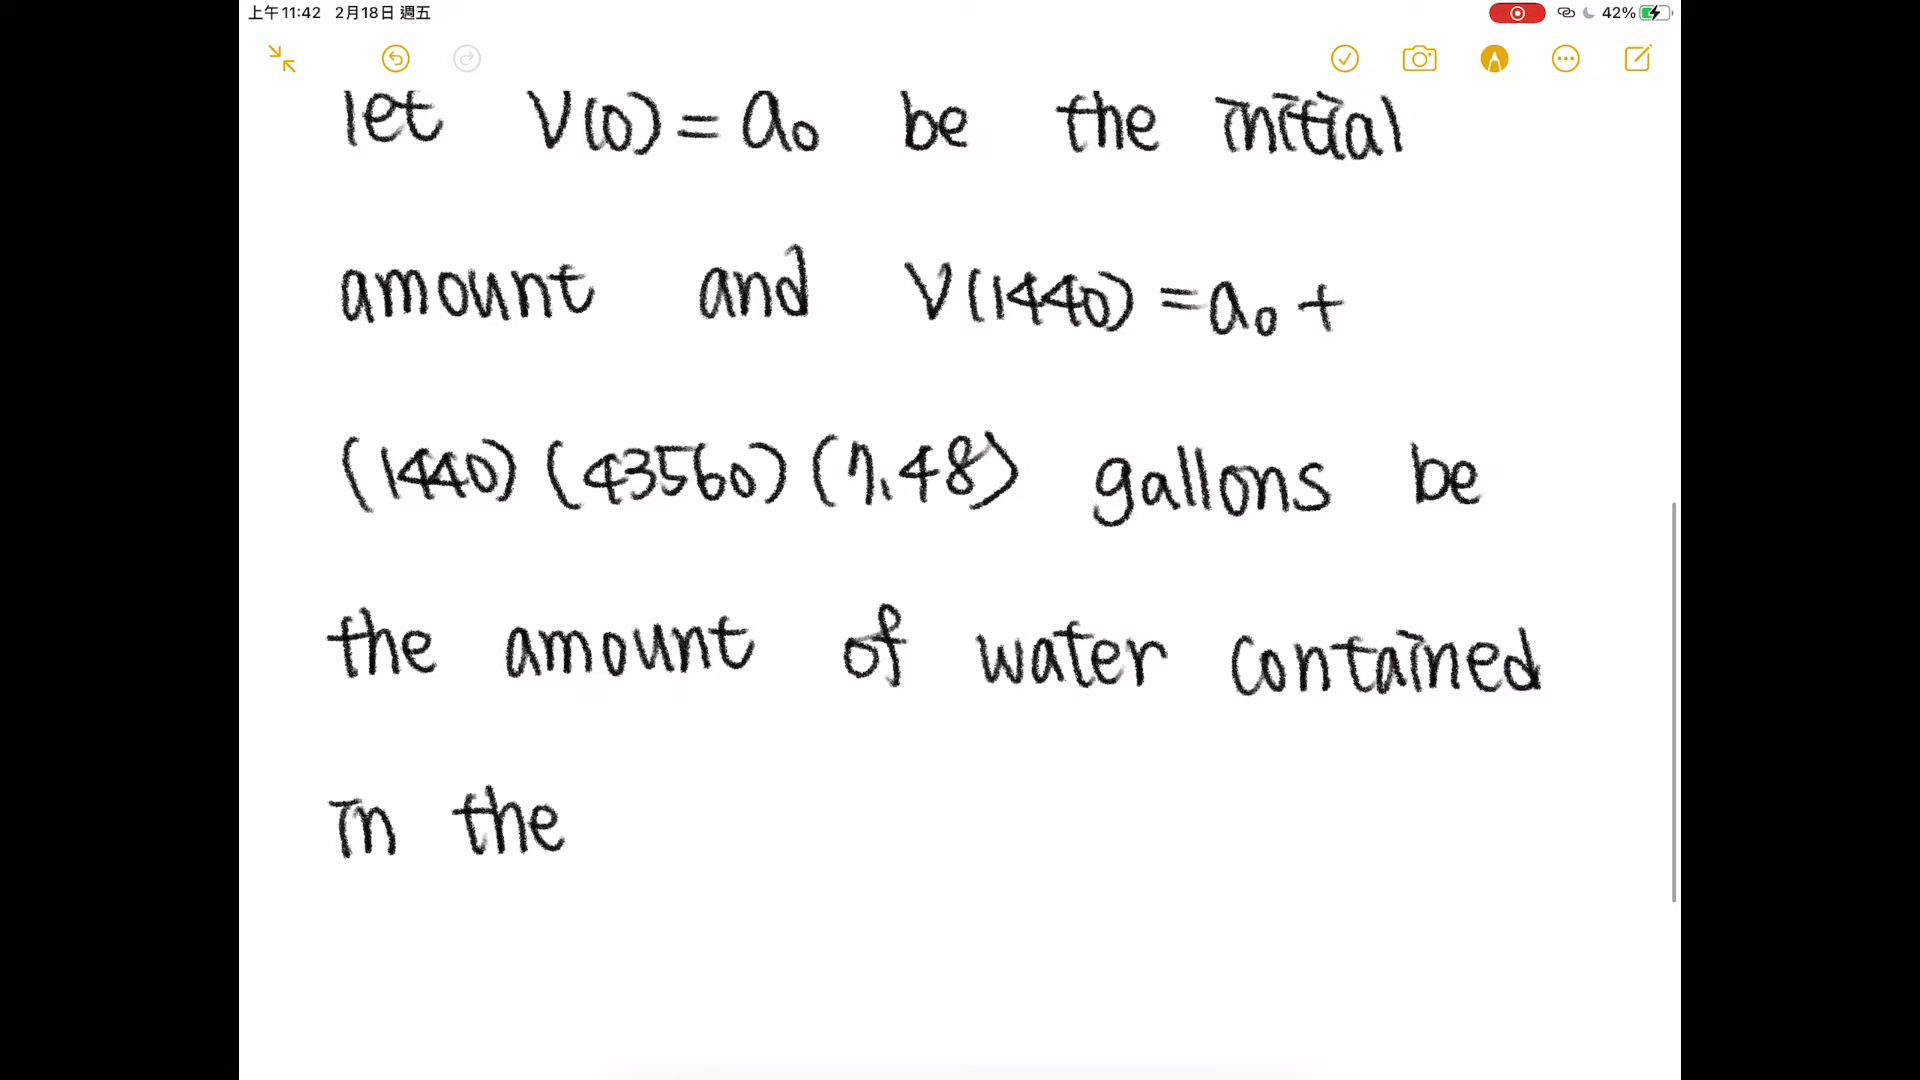 上午11:42 2月18日 週五 42%
let V(0) = a₀ be the initial
amount and V(1440) = a₀ +
(1440) (43560) (7.48) gallons be
the amount of water contained
in the